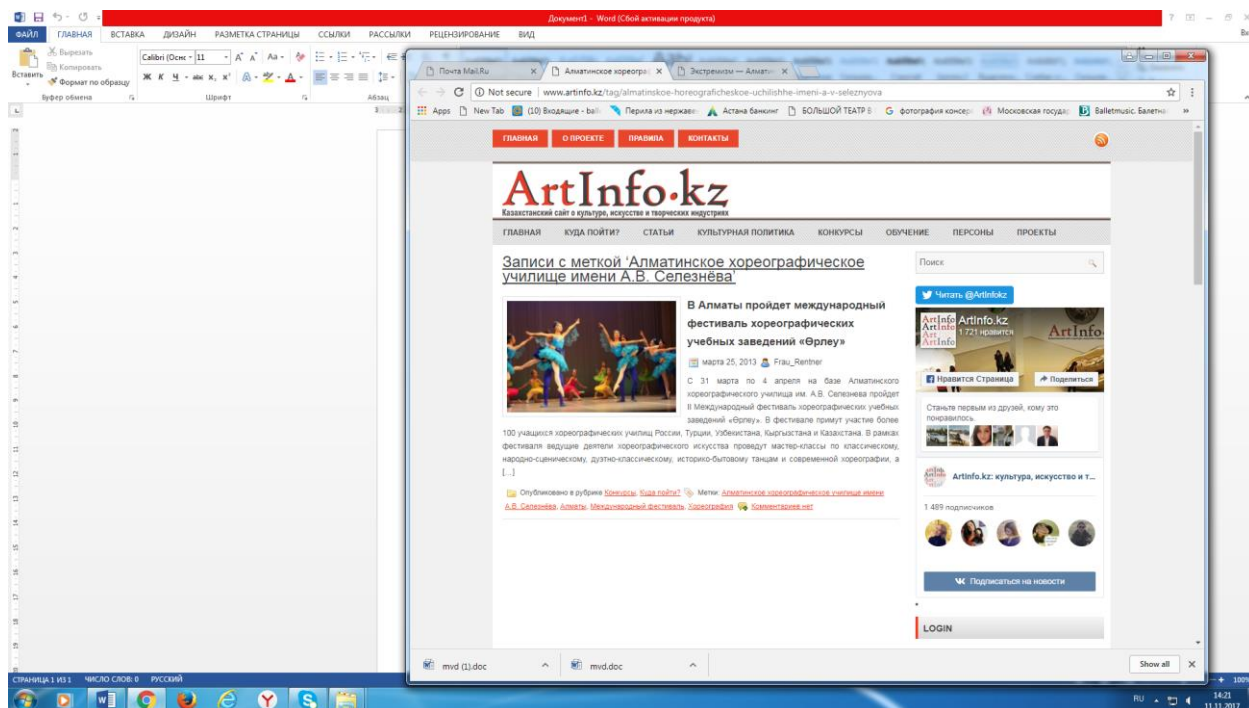 Документ1 - Word (Сбой активации продукта)
ФАЙЛ ГЛАВНАЯ ВСТАВКА ДИЗАЙН РАЗМЕТКА СТРАНИЦЫ ССЫЛКИ РАССЫЛКИ РЕЦЕНЗИРОВАНИЕ ВИД
Вырезать
Копировать
Вставить
Формат по образцу
Calibri (Оснс 11
Буфер обмена Шрифт Абзац
Почта Mail.Ru Алматинское хореограф Экстремизм — Алмати
Not secure www.artinfo.kz/tag/almatinskoe-horeograficheskoe-uchilishhe-imeni-a-v-seleznyova
Apps New Tab (10) Входящие - bal Перила из нержаве Астана банкинг БОЛЬШОЙ ТЕАТР В фотография консер Московская государ Balletmusic. Балетна
ГЛАВНАЯ О ПРОЕКТЕ ПРАВИЛА КОНТАКТЫ
ArtInfo.kz
Казахстанский сайт о культуре, искусстве и творческих индустриях
ГЛАВНАЯ КУДА ПОЙТИ? СТАТЬИ КУЛЬТУРНАЯ ПОЛИТИКА КОНКУРСЫ ОБУЧЕНИЕ ПЕРСОНЫ ПРОЕКТЫ
Записи с меткой ‘Алматинское хореографическое
училище имени А.В. Селезнёва’
В Алматы пройдет международный
фестиваль хореографических
учебных заведений «Өрлеу»
марта 25, 2013 Frau_Rentner
С 31 марта по 4 апреля на базе Алматинского
хореографического училища им. А.В. Селезнева пройдет
II Международный фестиваль хореографических учебных
заведений «Өрлеу». В фестивале примут участие более
100 учащихся хореографических училищ России, Турции, Узбекистана, Кыргызстана и Казахстана. В рамках
фестиваля ведущие деятели хореографического искусства проведут мастер-классы по классическому,
народно-сценическому, дуэтно-классическому, историко-бытовому танцам и современной хореографии, а
[...]
Опубликовано в рубрике Конкурсы, Куда пойти? Метки: Алматинское хореографическое училище имени
А.В. Селезнёва, Алматы, Международный фестиваль, Хореография Комментариев нет
Поиск
Читать @Artinfokz
ArtInfo.kz
1 721 нравится
Нравится Страница Поделиться
Станьте первым из друзей, кому это
понравилось.
ArtInfo.kz: культура, искусство и т...
1 489 подписчиков
Подписаться на новости
LOGIN
mvd (1).doc mvd.doc Show all
СТРАНИЦА 1 ИЗ 1 ЧИСЛО СЛОВ: 0 РУССКИЙ 100%
RU 14:21
11.11.2017